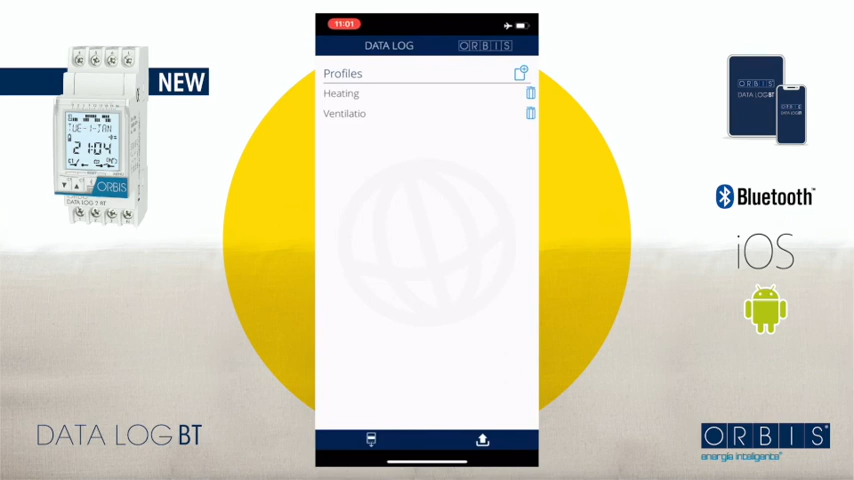 11:01
DATA LOG ORBIS
Profiles
Heating
Ventilatio
NEW
TUE-1-JAN
21:04
ORBIS
DATA LOG 2 BT
ORBIS
DATA LOG BT
Bluetooth™
iOS
DATA LOG BT
ORBIS®
energía inteligente®